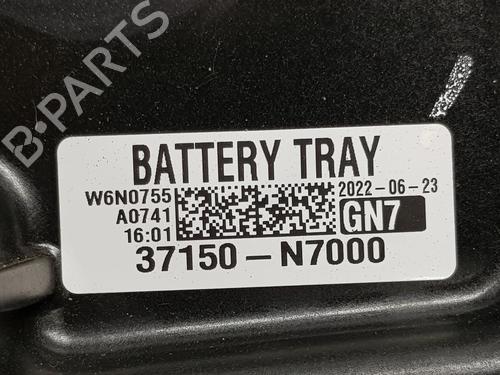 B-PARTS
BATTERY TRAY
W6N0755
A0741
16:01
2022-06-23
GN7
37150-N7000